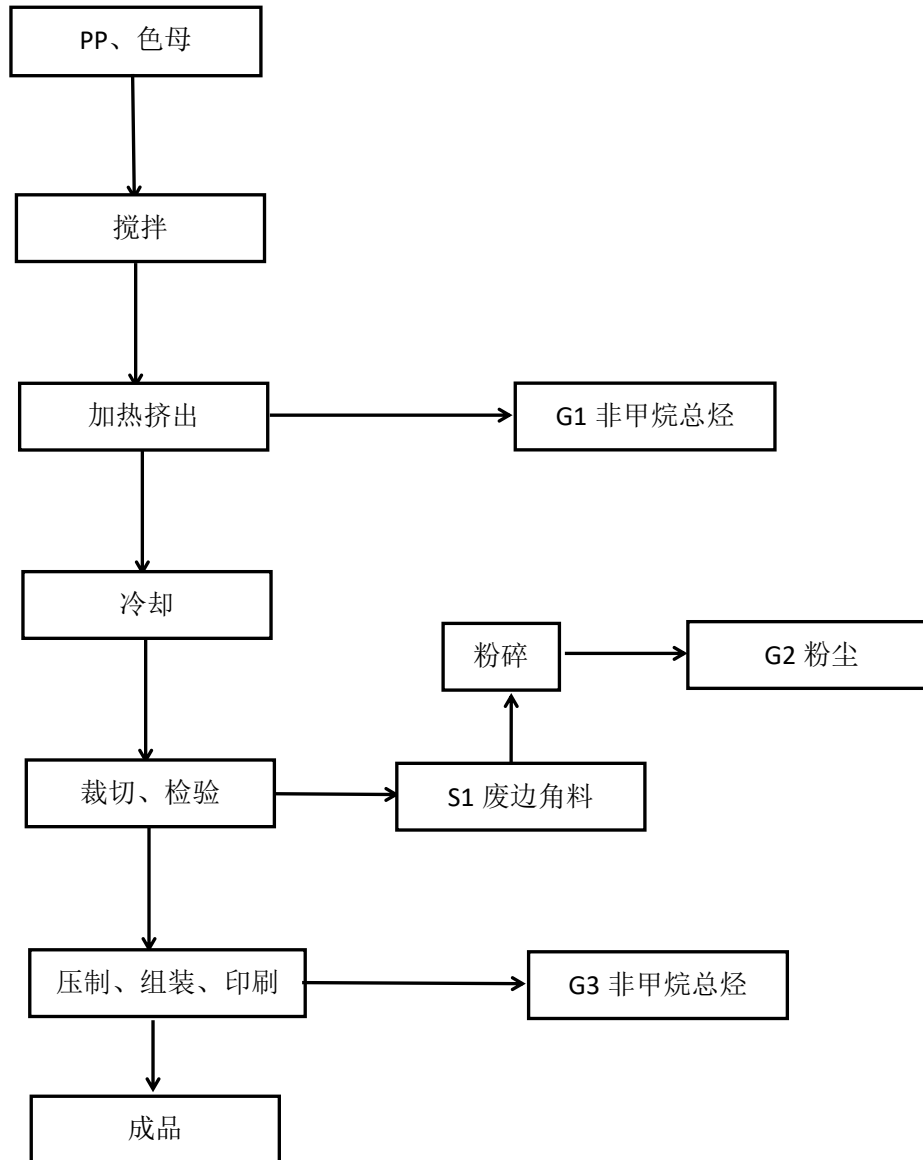 PP、色母
搅拌
加热挤出
G1 非甲烷总烃
冷却
粉碎
G2 粉尘
裁切、检验
S1 废边角料
压制、组装、印刷
G3 非甲烷总烃
成品